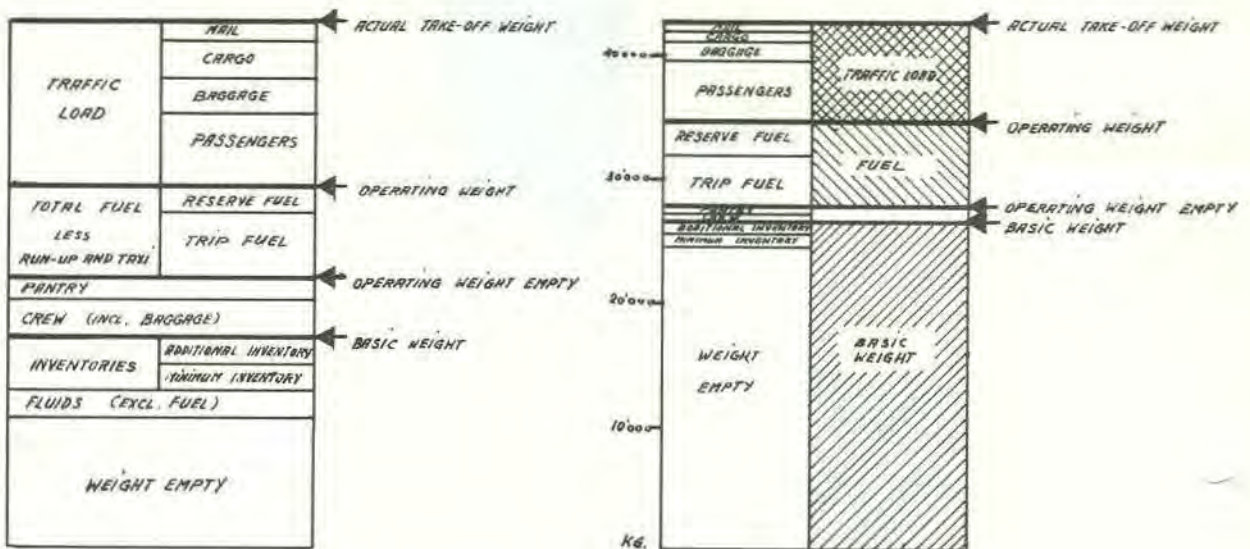 MAIL
CARGO
BAGGAGE
PASSENGERS
TRAFFIC
LOAD
ACTUAL TAKE-OFF WEIGHT
OPERATING WEIGHT
TOTAL FUEL
LESS
RUN-UP AND TAXI
RESERVE FUEL
TRIP FUEL
OPERATING WEIGHT EMPTY
PANTRY
CREW (INCL. BAGGAGE)
BASIC WEIGHT
INVENTORIES
ADDITIONAL INVENTORY
MINIMUM INVENTORY
FLUIDS (EXCL. FUEL)
WEIGHT EMPTY
MAIL
CARGO
BAGGAGE
PASSENGERS
TRAFFIC LOAD
ACTUAL TAKE-OFF WEIGHT
OPERATING WEIGHT
RESERVE FUEL
TRIP FUEL
FUEL
OPERATING WEIGHT EMPTY
BASIC WEIGHT
ADDITIONAL INVENTORY
MINIMUM INVENTORY
20'000
WEIGHT
EMPTY
BASIC
WEIGHT
10'000
KG.